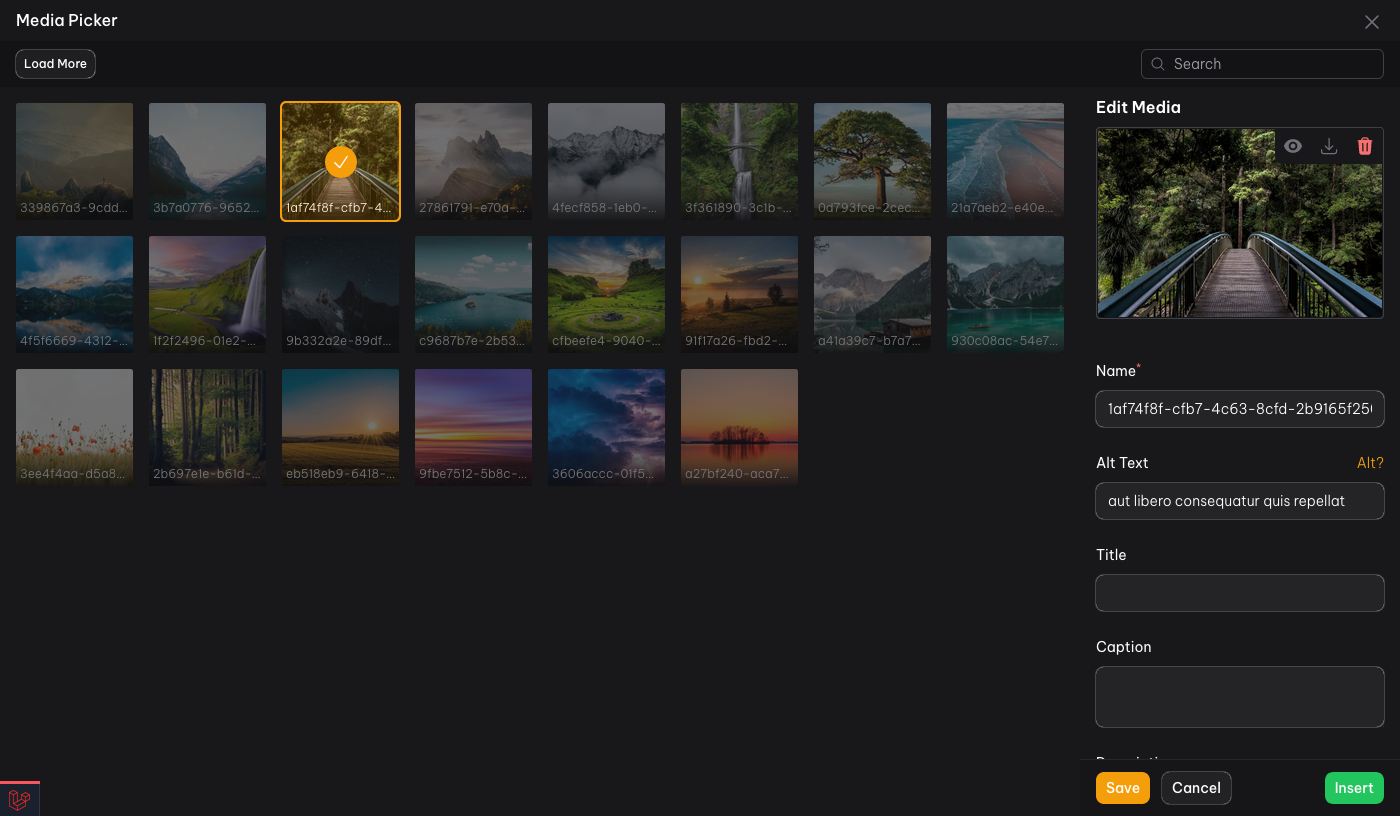 Media Picker
Load More
Search
339867a3-9cdd...
3b7a0776-9652...
1af74f8f-cfb7-4...
27861791-e70a-...
4fecf858-1eb0-...
3f361890-3c1b-...
0d793fce-2cec...
21a7aeb2-e40e...
4f5f6669-4312-...
1f2f2496-01e2-...
9b332a2e-89df...
c9687b7e-2b53...
cfbeefe4-9040-...
91f17a26-fbd2-...
a41a39c7-b7a7...
930c08ac-54e7...
3ee4f4aa-d5a8...
2b697e1e-b61d-...
eb518eb9-6418-...
9fbe7512-5b8c-...
3606accc-01f5...
a27bf240-aca7...
Edit Media
Name*
1af74f8f-cfb7-4c63-8cfd-2b9165f25
Alt Text
Alt?
aut libero consequatur quis repellat
Title
Caption
Save
Cancel
Insert